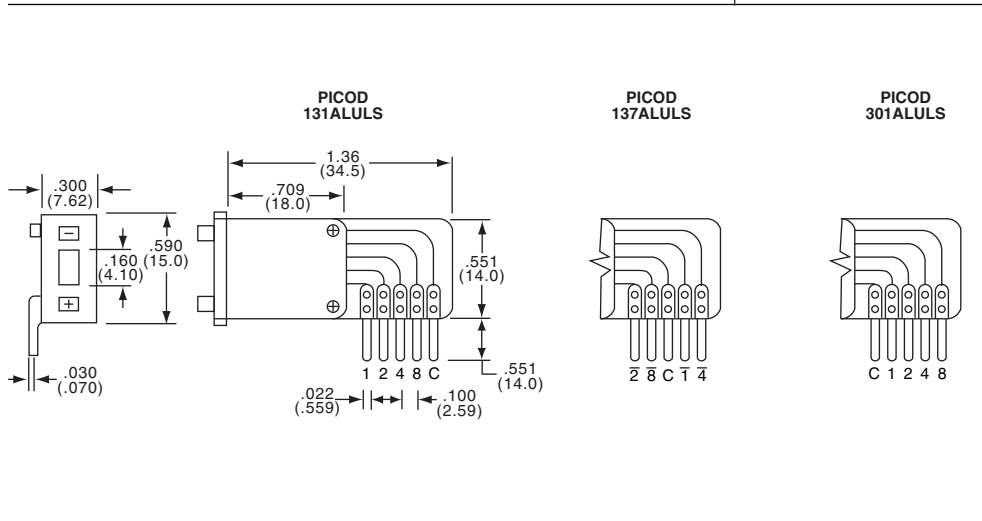 PICOD
131ALULS
PICOD
137ALULS
PICOD
301ALULS
1.36
(34.5)
.300
(7.62)
.709
(18.0)
−
.590
(15.0)
.160
(4.10)
+
.551
(14.0)
.551
(14.0)
.030
(.070)
1 2 4 8 C
2̅ 8̅ C 1̅ 4̅
C 1 2 4 8
.022
(.559)
.100
(2.59)